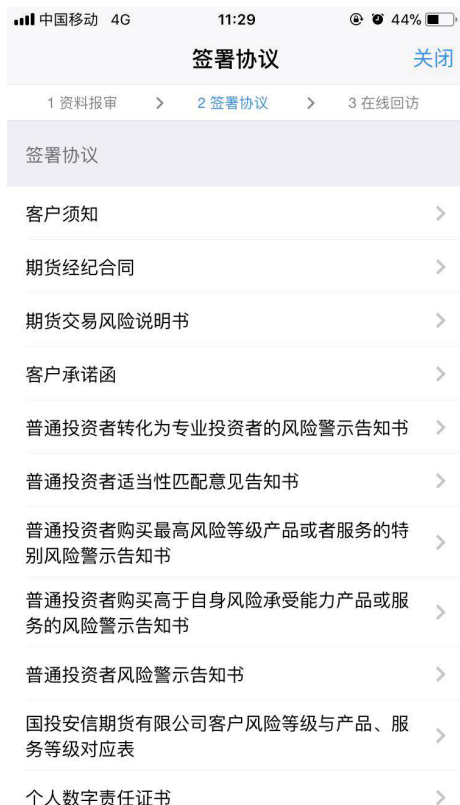 中国移动 4G 11:29 44%
签署协议 关闭
1 资料报审 > 2 签署协议 > 3 在线回访
签署协议
客户须知
期货经纪合同
期货交易风险说明书
客户承诺函
普通投资者转化为专业投资者的风险警示告知书
普通投资者适当性匹配意见告知书
普通投资者购买最高风险等级产品或者服务的特
别风险警示告知书
普通投资者购买高于自身风险承受能力产品或服
务的风险警示告知书
普通投资者风险警示告知书
国投安信期货有限公司客户风险等级与产品、服
务等级对应表
个人数字责任证书